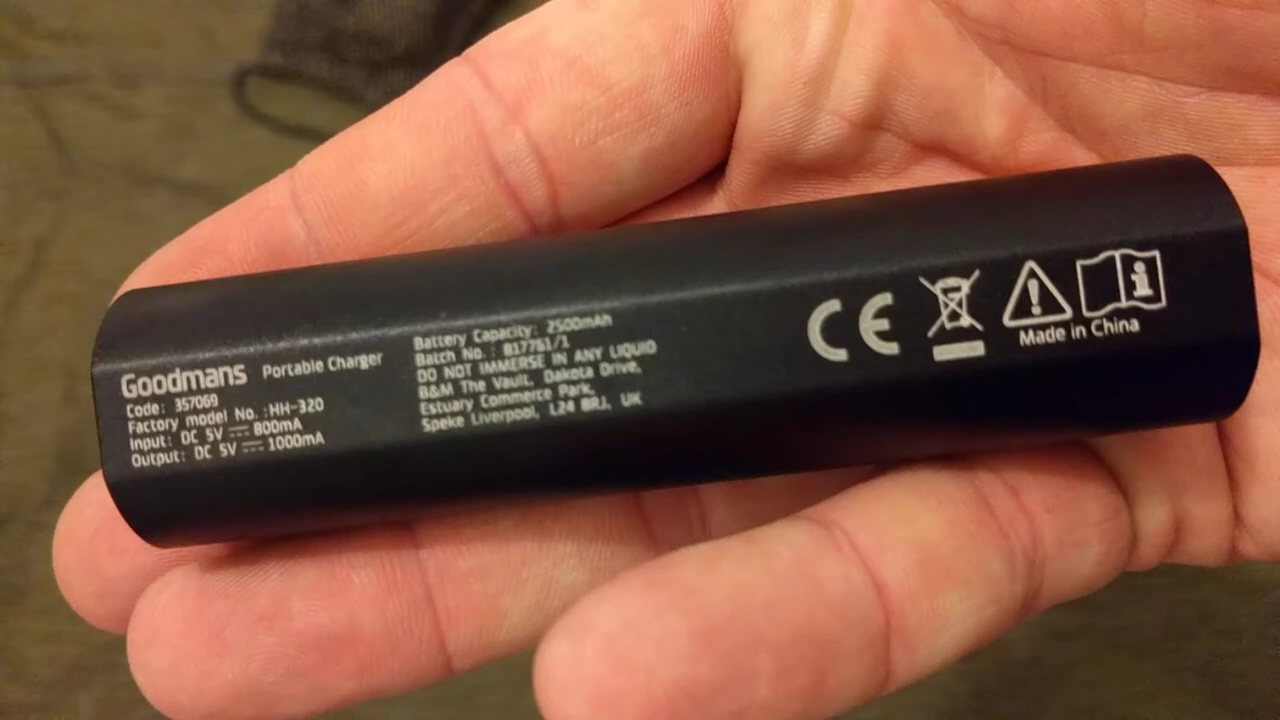 Goodmans Portable Charger
Code: 357069
Factory model No. :HH-320
Input: DC 5V ⎓ 800mA
Output: DC 5V ⎓ 1000mA
Battery Capacity: 2500mAh
Batch No.: 817761/1
DO NOT IMMERSE IN ANY LIQUID
B&M The Vault, Dakota Drive,
Estuary Commerce Park,
Speke Liverpool, L24 8RJ, UK
CE
Made in China